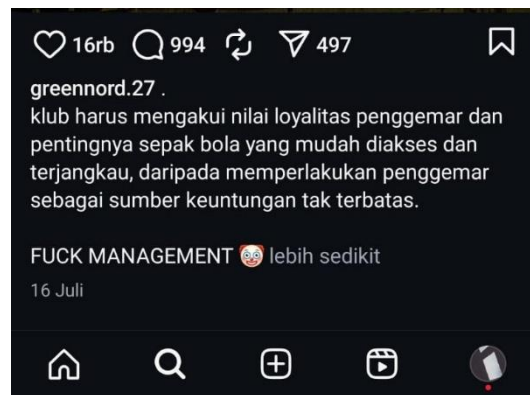 16rb 994 497
greennord.27 .
klub harus mengakui nilai loyalitas penggemar dan
pentingnya sepak bola yang mudah diakses dan
terjangkau, daripada memperlakukan penggemar
sebagai sumber keuntungan tak terbatas.
FUCK MANAGEMENT 🤡 lebih sedikit
16 Juli